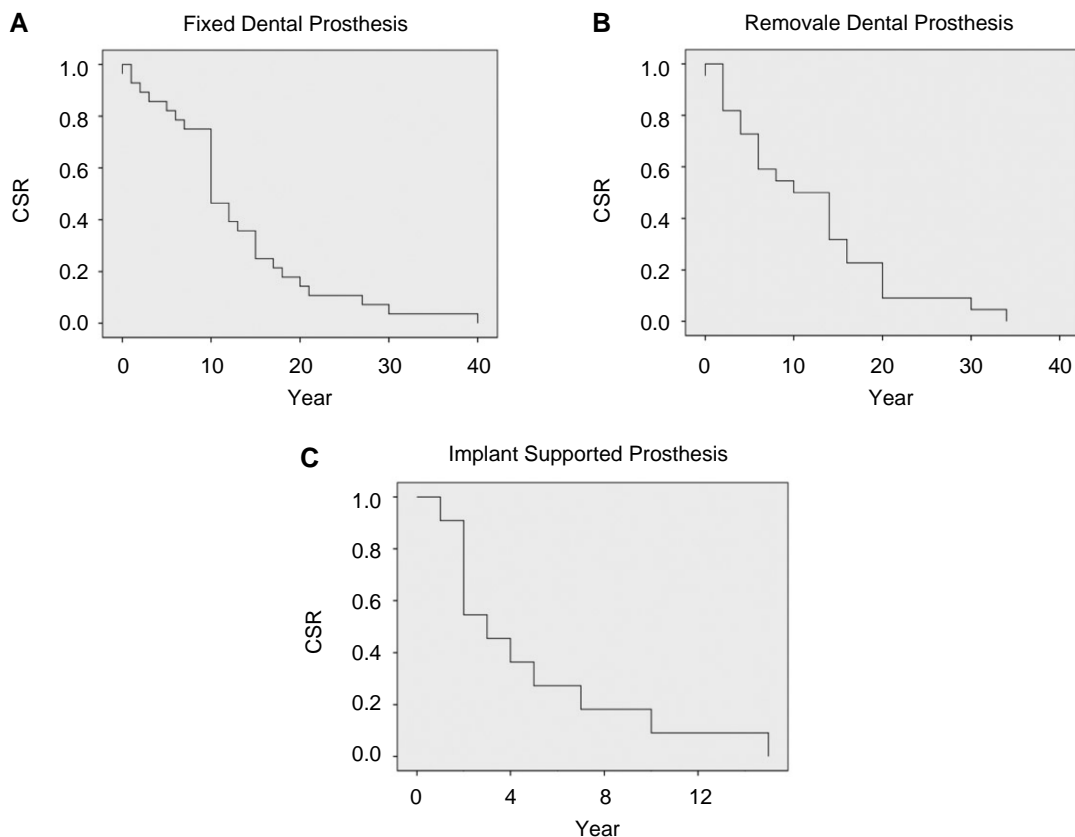 A
Fixed Dental Prosthesis
1.0
0.8
0.6
0.4
0.2
0.0
CSR
0 10 20 30 40
Year
B
Removale Dental Prosthesis
1.0
0.8
0.6
0.4
0.2
0.0
CSR
0 10 20 30 40
Year
C
Implant Supported Prosthesis
1.0
0.8
0.6
0.4
0.2
0.0
CSR
0 4 8 12
Year